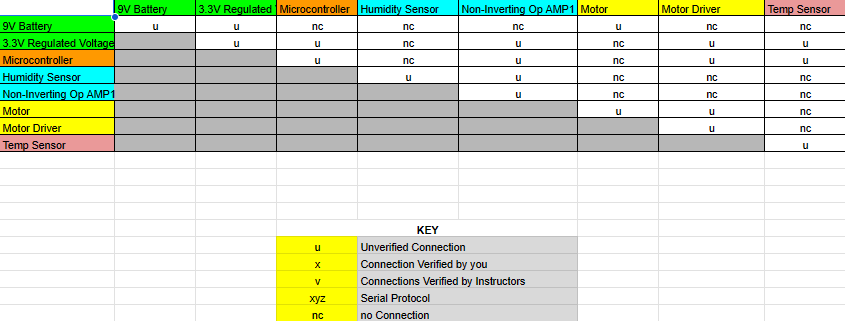 9V Battery 3.3V Regulated Microcontroller Humidity Sensor Non-Inverting Op AMP1 Motor Motor Driver Temp Sensor
9V Battery u u nc nc nc u nc nc
3.3V Regulated Voltage u u nc u nc u u
Microcontroller u nc u nc u u
Humidity Sensor u u nc nc nc
Non-Inverting Op AMP1 u nc nc nc
Motor u u nc
Motor Driver u nc
Temp Sensor u
KEY
u Unverified Connection
x Connection Verified by you
v Connections Verified by Instructors
xyz Serial Protocol
nc no Connection